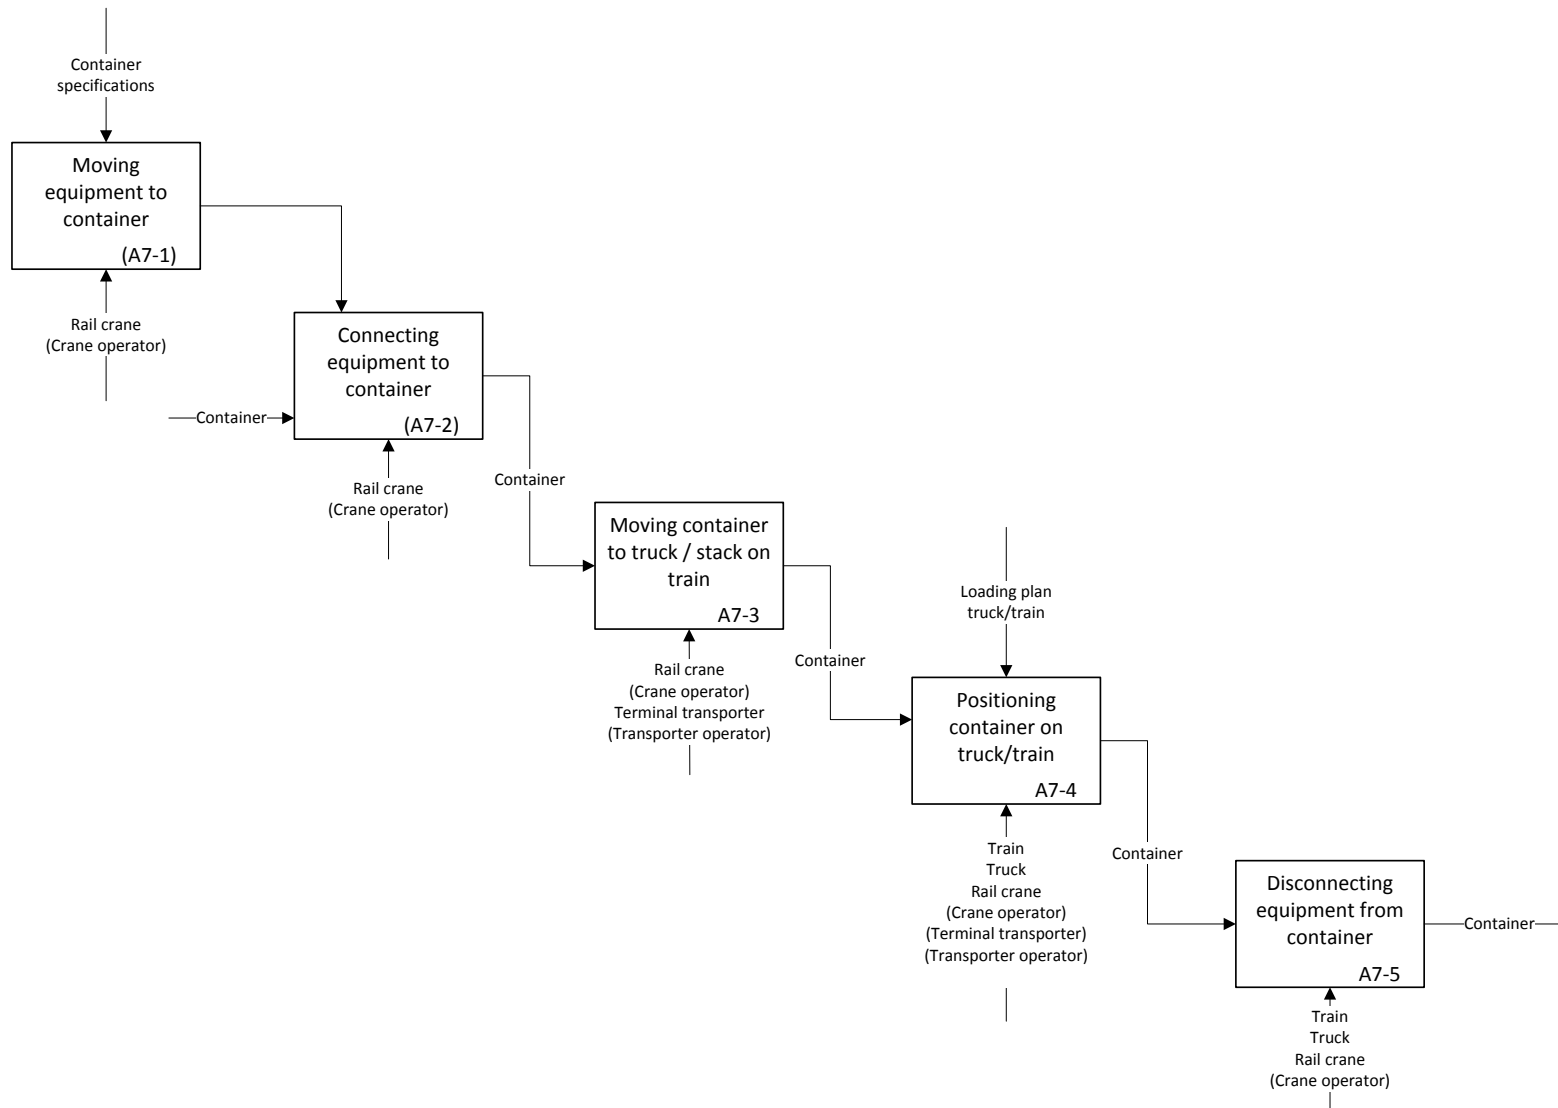 Container
specifications
Moving
equipment to
container
(A7-1)
Rail crane
(Crane operator)
Connecting
equipment to
container
(A7-2)
Container
Rail crane
(Crane operator)
Container
Moving container
to truck / stack on
train
A7-3
Rail crane
(Crane operator)
Terminal transporter
(Transporter operator)
Container
Loading plan
truck/train
Positioning
container on
truck/train
A7-4
Train
Truck
Rail crane
(Crane operator)
(Terminal transporter)
(Transporter operator)
Container
Disconnecting
equipment from
container
A7-5
Container
Train
Truck
Rail crane
(Crane operator)